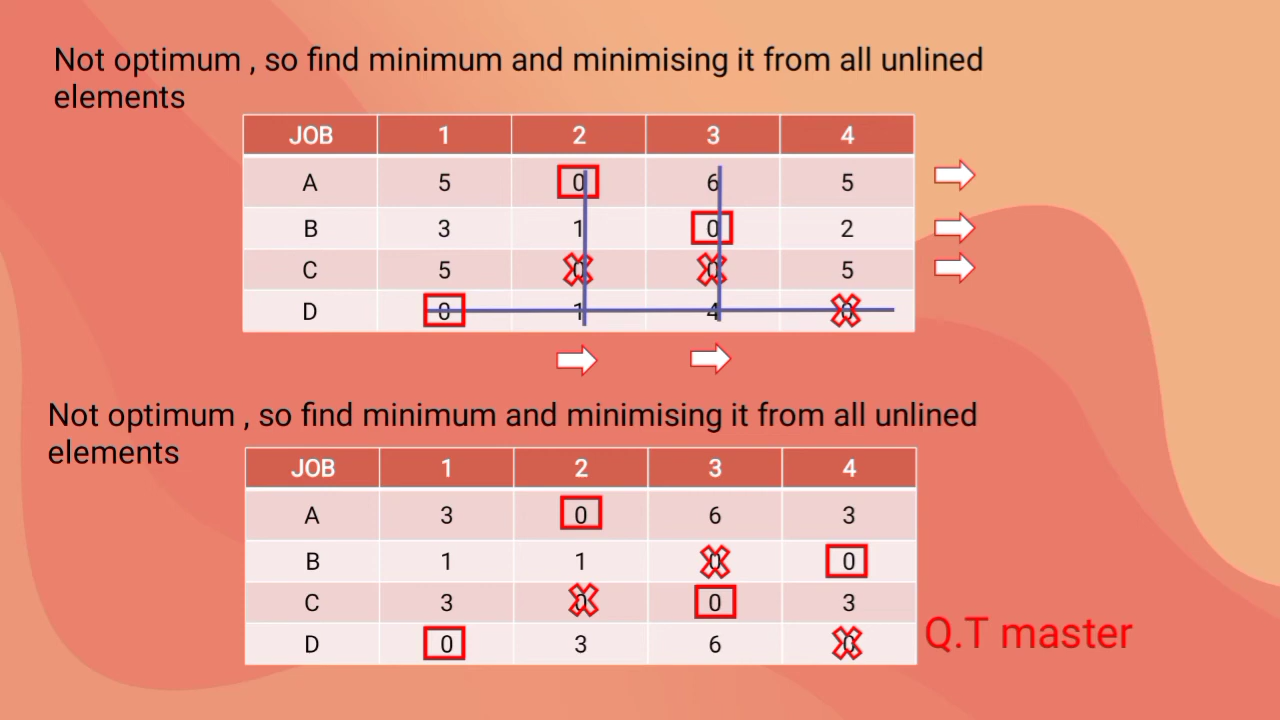 Not optimum , so find minimum and minimising it from all unlined
elements
JOB 1 2 3 4
A 5 0 6 5
B 3 1 0 2
C 5 0 0 5
D 0 1 4 0
Not optimum , so find minimum and minimising it from all unlined
elements
JOB 1 2 3 4
A 3 0 6 3
B 1 1 0 0
C 3 0 0 3
D 0 3 6 0
Q.T master